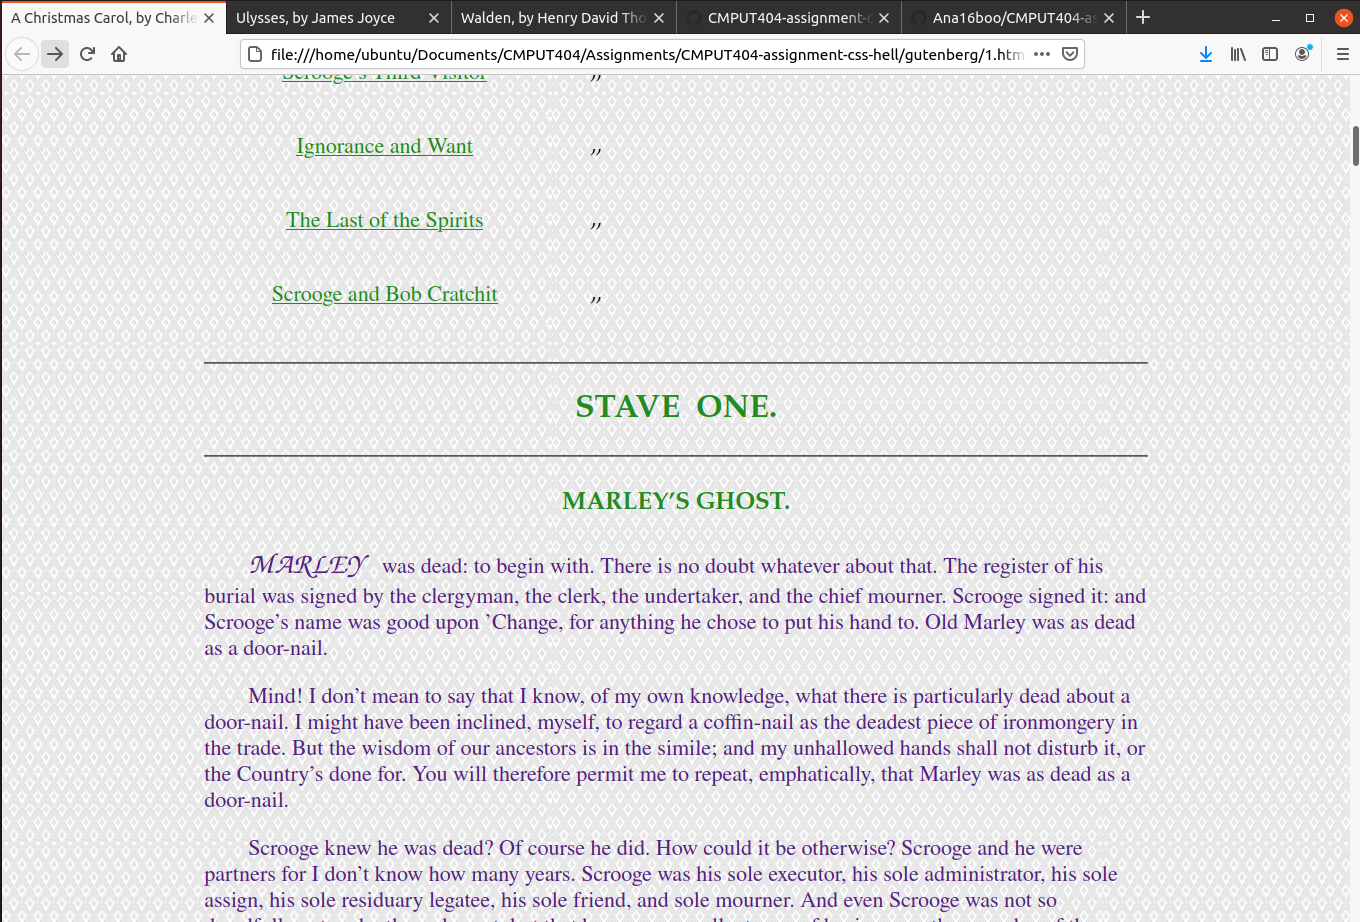 A Christmas Carol, by Charle
Ulysses, by James Joyce
Walden, by Henry David Tho
CMPUT404-assignment-c
Ana16boo/CMPUT404-as
file:///home/ubuntu/Documents/CMPUT404/Assignments/CMPUT404-assignment-css-hell/gutenberg/1.htm
Scrooge's Third Visitor ,,
Ignorance and Want ,,
The Last of the Spirits ,,
Scrooge and Bob Cratchit ,,
STAVE ONE.
MARLEY’S GHOST.
MARLEY was dead: to begin with. There is no doubt whatever about that. The register of his
burial was signed by the clergyman, the clerk, the undertaker, and the chief mourner. Scrooge signed it: and
Scrooge’s name was good upon ’Change, for anything he chose to put his hand to. Old Marley was as dead
as a door-nail.
Mind! I don’t mean to say that I know, of my own knowledge, what there is particularly dead about a
door-nail. I might have been inclined, myself, to regard a coffin-nail as the deadest piece of ironmongery in
the trade. But the wisdom of our ancestors is in the simile; and my unhallowed hands shall not disturb it, or
the Country’s done for. You will therefore permit me to repeat, emphatically, that Marley was as dead as a
door-nail.
Scrooge knew he was dead? Of course he did. How could it be otherwise? Scrooge and he were
partners for I don’t know how many years. Scrooge was his sole executor, his sole administrator, his sole
assign, his sole residuary legatee, his sole friend, and sole mourner. And even Scrooge was not so